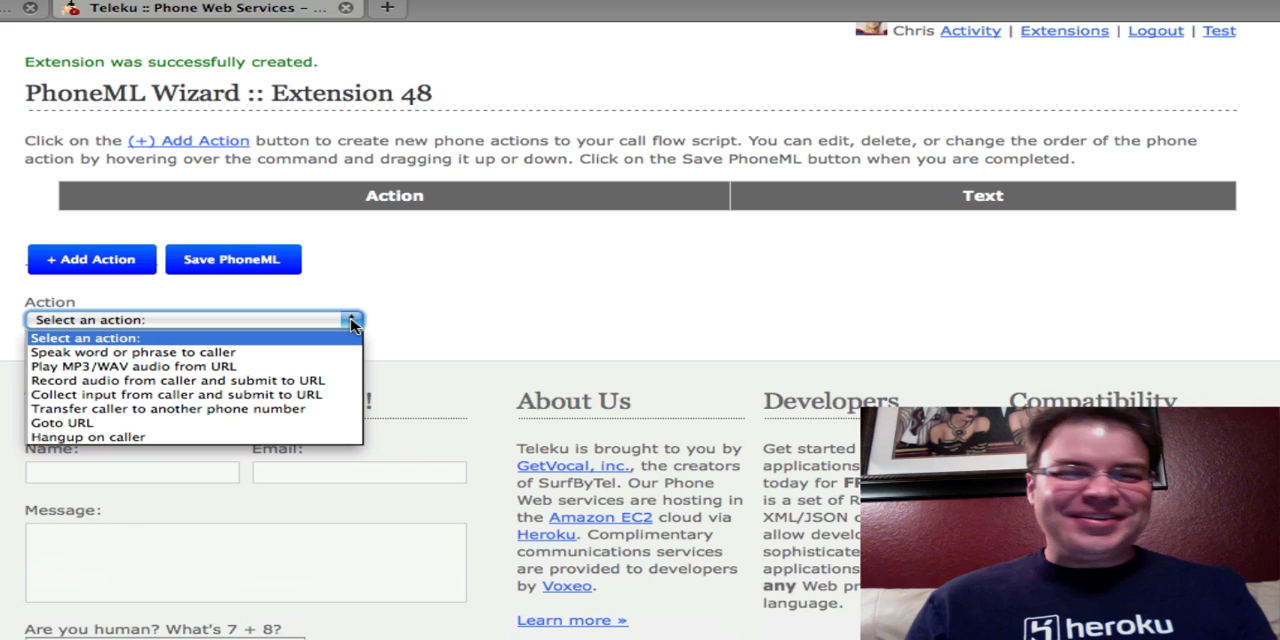 Teleku :: Phone Web Services – ...
Chris Activity | Extensions | Logout | Test
Extension was successfully created.
PhoneML Wizard :: Extension 48
Click on the (+) Add Action button to create new phone actions to your call flow script. You can edit, delete, or change the order of the phone
action by hovering over the command and dragging it up or down. Click on the Save PhoneML button when you are completed.
Action Text
+ Add Action Save PhoneML
Action
Select an action:
Select an action:
Speak word or phrase to caller
Play MP3/WAV audio from URL
Record audio from caller and submit to URL
Collect input from caller and submit to URL
Transfer caller to another phone number
Goto URL
Hangup on caller
!
Name: Email:
Message:
Are you human? What's 7 + 8?
About Us
Teleku is brought to you by
GetVocal, inc., the creators
of SurfByTel. Our Phone
Web services are hosting in
the Amazon EC2 cloud via
Heroku. Complimentary
communications services
are provided to developers
by Voxeo.
Learn more »
Developers
Get started
applications
today for
is a set of
XML/JSON
allow
sophisticate
applications
any Web
language.
Compatibility
heroku